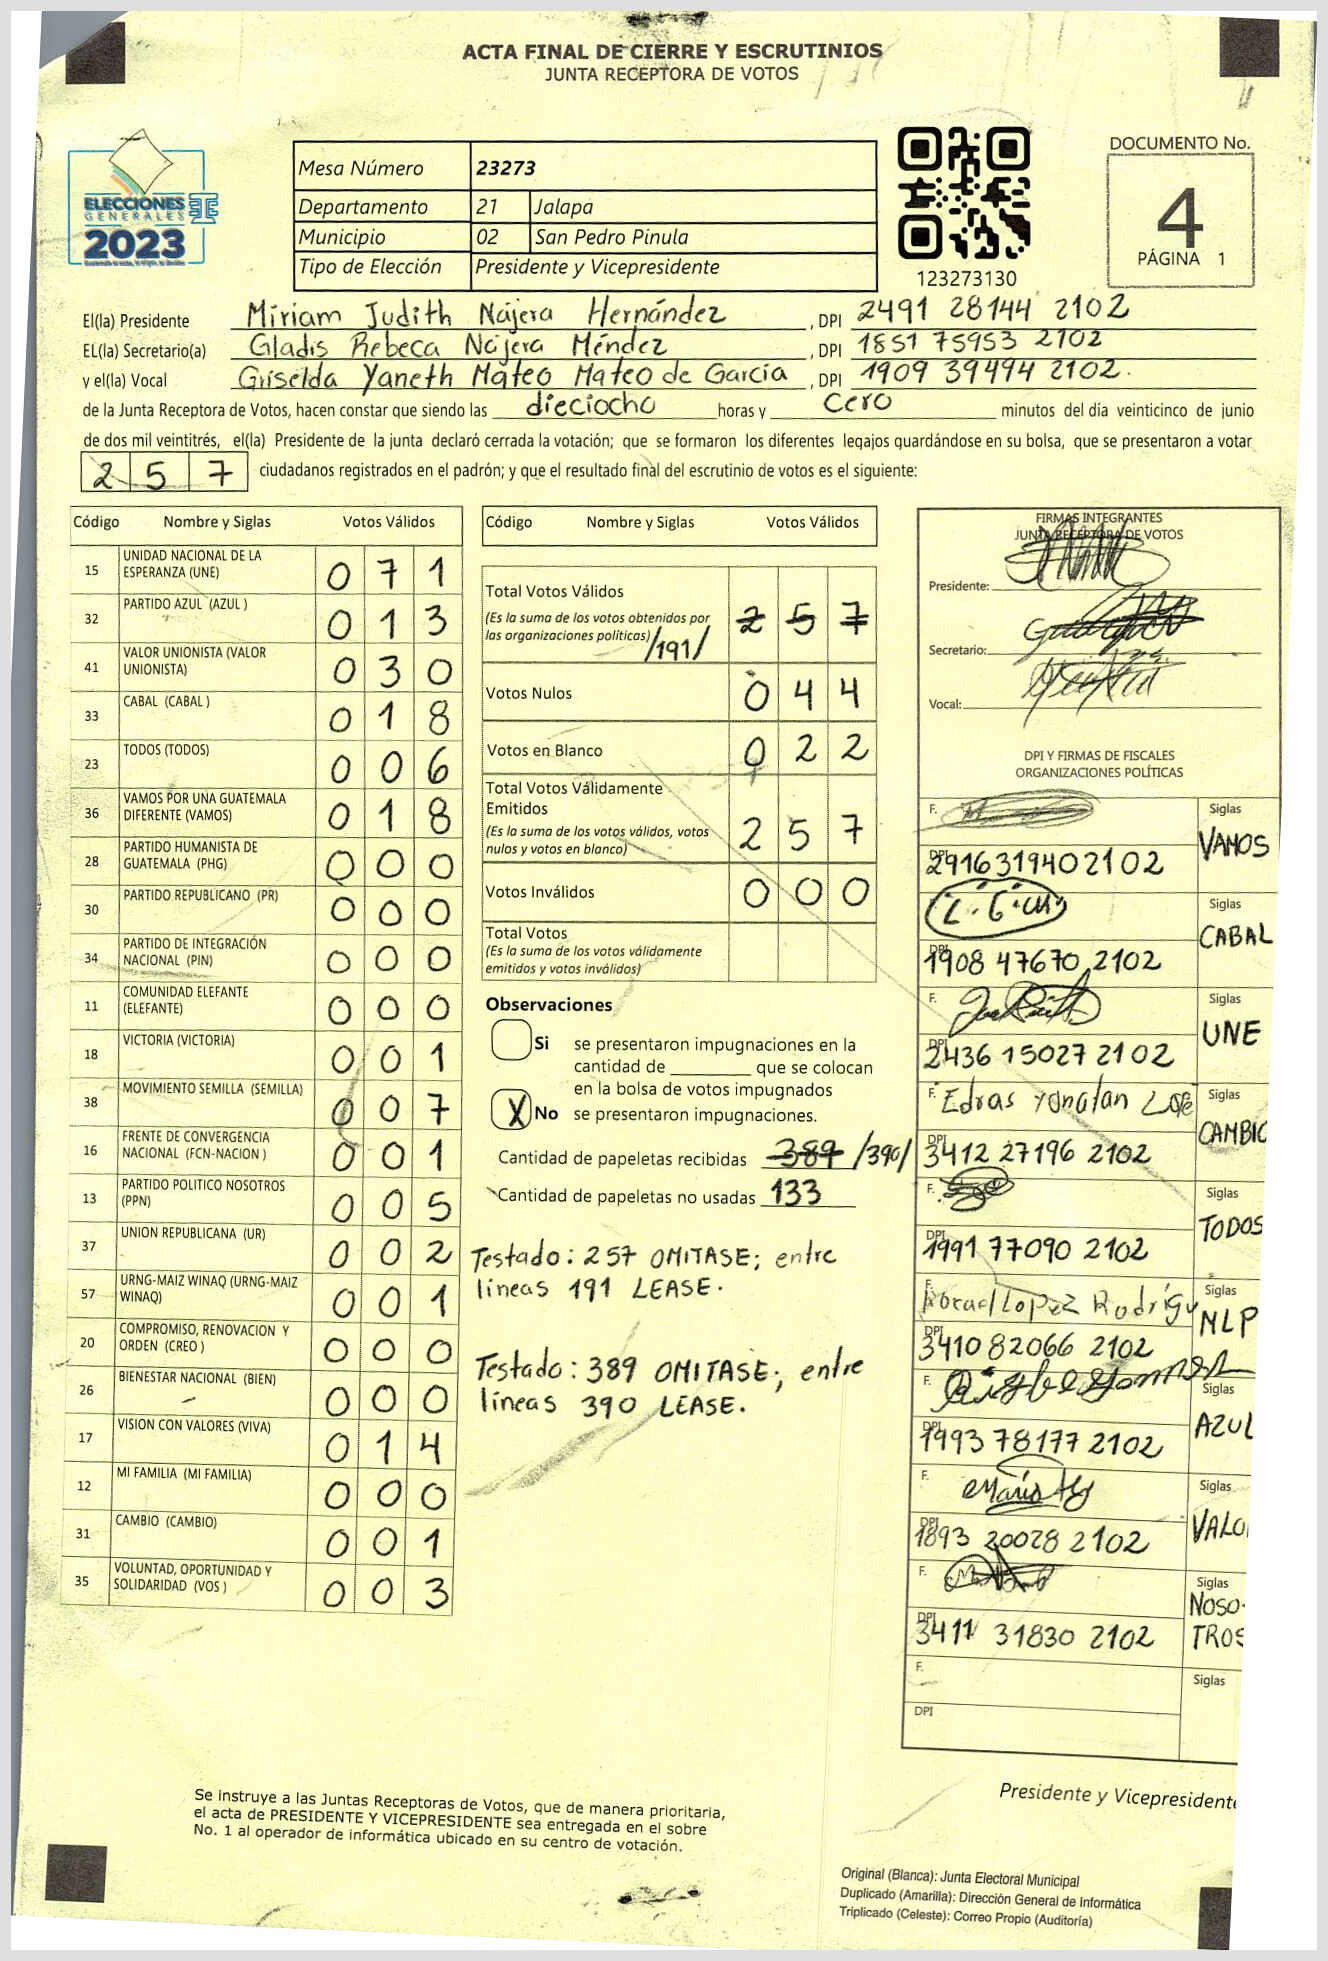 ACTA FINAL DE CIERRE Y ESCRUTINIOS
JUNTA RECEPTORA DE VOTOS
ELECCIONES
GENERALES
2023
Mesa Número 23273
Departamento 21 Jalapa
Municipio 02 San Pedro Pinula
Tipo de Elección Presidente y Vicepresidente
123273130
DOCUMENTO No.
4
PÁGINA 1
El(la) Presidente Miriam Judith Nájera Hernández , DPI 2491 28144 2102
EL(la) Secretario(a) Gladis Rebeca Nájera Méndez , DPI 1851 75953 2102
y el(la) Vocal Griselda Yaneth Mateo Mateo de García , DPI 1909 39494 2102.
de la Junta Receptora de Votos, hacen constar que siendo las dieciocho horas y cero minutos del día veinticinco de junio
de dos mil veintitrés, el(la) Presidente de la junta declaró cerrada la votación; que se formaron los diferentes legajos guardándose en su bolsa, que se presentaron a votar
2 5 7 ciudadanos registrados en el padrón; y que el resultado final del escrutinio de votos es el siguiente:
Código Nombre y Siglas Votos Válidos
15 UNIDAD NACIONAL DE LA
ESPERANZA (UNE) 0 7 1
32 PARTIDO AZUL (AZUL ) 0 1 3
41 VALOR UNIONISTA (VALOR
UNIONISTA) 0 3 0
33 CABAL (CABAL ) 0 1 8
23 TODOS (TODOS) 0 0 6
36 VAMOS POR UNA GUATEMALA
DIFERENTE (VAMOS) 0 1 8
28 PARTIDO HUMANISTA DE
GUATEMALA (PHG) 0 0 0
30 PARTIDO REPUBLICANO (PR) 0 0 0
34 PARTIDO DE INTEGRACIÓN
NACIONAL (PIN) 0 0 0
11 COMUNIDAD ELEFANTE
(ELEFANTE) 0 0 0
18 VICTORIA (VICTORIA) 0 0 1
38 MOVIMIENTO SEMILLA (SEMILLA) 0 0 7
16 FRENTE DE CONVERGENCIA
NACIONAL (FCN-NACION ) 0 0 1
13 PARTIDO POLITICO NOSOTROS
(PPN) 0 0 5
37 UNION REPUBLICANA (UR) 0 0 2
57 URNG-MAIZ WINAQ (URNG-MAIZ
WINAQ) 0 0 1
20 COMPROMISO, RENOVACION Y
ORDEN (CREO ) 0 0 0
26 BIENESTAR NACIONAL (BIEN) 0 0 0
17 VISION CON VALORES (VIVA) 0 1 4
12 MI FAMILIA (MI FAMILIA) 0 0 0
31 CAMBIO (CAMBIO) 0 0 1
35 VOLUNTAD, OPORTUNIDAD Y
SOLIDARIDAD (VOS ) 0 0 3
Código Nombre y Siglas Votos Válidos
Total Votos Válidos
(Es la suma de los votos obtenidos por
las organizaciones políticas) /191/ 2 5 7
Votos Nulos 0 4 4
Votos en Blanco 0 2 2
Total Votos Válidamente
Emitidos
(Es la suma de los votos válidos, votos
nulos y votos en blanco) 2 5 7
Votos Inválidos 0 0 0
Total Votos
(Es la suma de los votos válidamente
emitidos y votos inválidos)
Observaciones
Si se presentaron impugnaciones en la
cantidad de ________ que se colocan
en la bolsa de votos impugnados
X No se presentaron impugnaciones.
Cantidad de papeletas recibidas 389 /390/
Cantidad de papeletas no usadas 133
Testado: 257 OMITASE; entre
líneas 191 LEASE.
Testado: 389 OMITASE; entre
líneas 390 LEASE.
FIRMAS INTEGRANTES
JUNTA RECEPTORA DE VOTOS
Presidente:
Secretario:
Vocal:
DPI Y FIRMAS DE FISCALES
ORGANIZACIONES POLÍTICAS
F. Siglas
VAMOS
DPI 2916319402102
Siglas
CABAL
DPI 1908 47670 2102
F. Siglas
UNE
DPI 2436 15027 2102
F. Edras Yonatan Siglas
CAMBIO
DPI 3412 27196 2102
F. Siglas
TODOS
DPI 1991 77090 2102
F. Lopez Siglas
MLP
DPI 3410 82066 2102
F. Siglas
AZUL
DPI 1993 78177 2102
F. Siglas
VALO
DPI 1893 20028 2102
F. Siglas
NOSO-
TROS
DPI 3411 31830 2102
F. Siglas
DPI
Presidente y Vicepresidente
Se instruye a las Juntas Receptoras de Votos, que de manera prioritaria,
el acta de PRESIDENTE Y VICEPRESIDENTE sea entregada en el sobre
No. 1 al operador de informática ubicado en su centro de votación.
Original (Blanca): Junta Electoral Municipal
Duplicado (Amarilla): Dirección General de Informática
Triplicado (Celeste): Correo Propio (Auditoría)